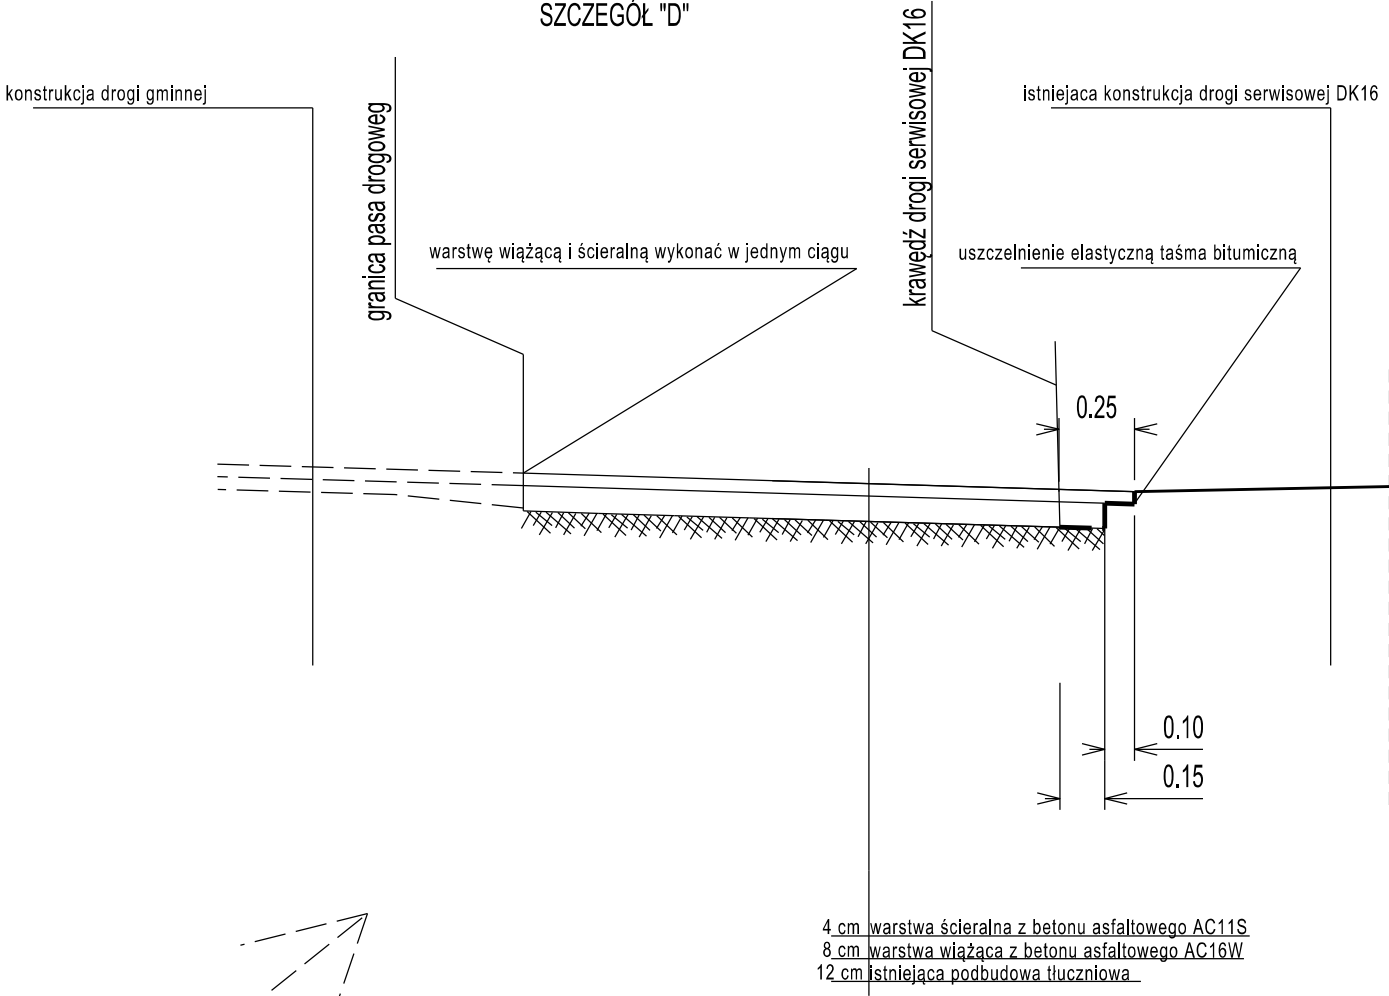 SZCZEGÓŁ "D"
konstrukcja drogi gminnej
granica pasa drogoweg
krawędź drogi serwisowej DK16
istniejaca konstrukcja drogi serwisowej DK16
warstwę wiążącą i ścieralną wykonać w jednym ciągu
uszczelnienie elastyczną taśma bitumiczną
0.25
0.10
0.15
4 cm warstwa ścieralna z betonu asfaltowego AC11S
8 cm warstwa wiążąca z betonu asfaltowego AC16W
12 cm istniejąca podbudowa tłuczniowa